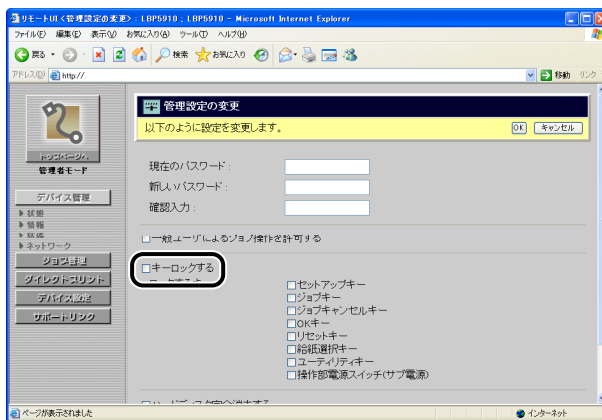 リモートUI<管理設定の変更> : LBP5910 ; LBP5910 - Microsoft Internet Explorer
ファイル(F) 編集(E) 表示(V) お気に入り(A) ツール(T) ヘルプ(H)
戻る 検索 お気に入り
アドレス(D) http:// 移動 リンク
トップページへ
管理者モード
デバイス管理
状態
情報
ネットワーク
ジョブ管理
ダイレクトプリント
デバイス設定
サポートリンク
管理設定の変更
以下のように設定を変更します。 OK キャンセル
現在のパスワード :
新しいパスワード :
確認入力 :
一般ユーザによるジョブ操作を許可する
キーロックする
セットアップキー
ジョブキー
ジョブキャンセルキー
OKキー
リセットキー
給紙選択キー
ユーティリティキー
操作部電源スイッチ(サブ電源)
ページが表示されました インターネット